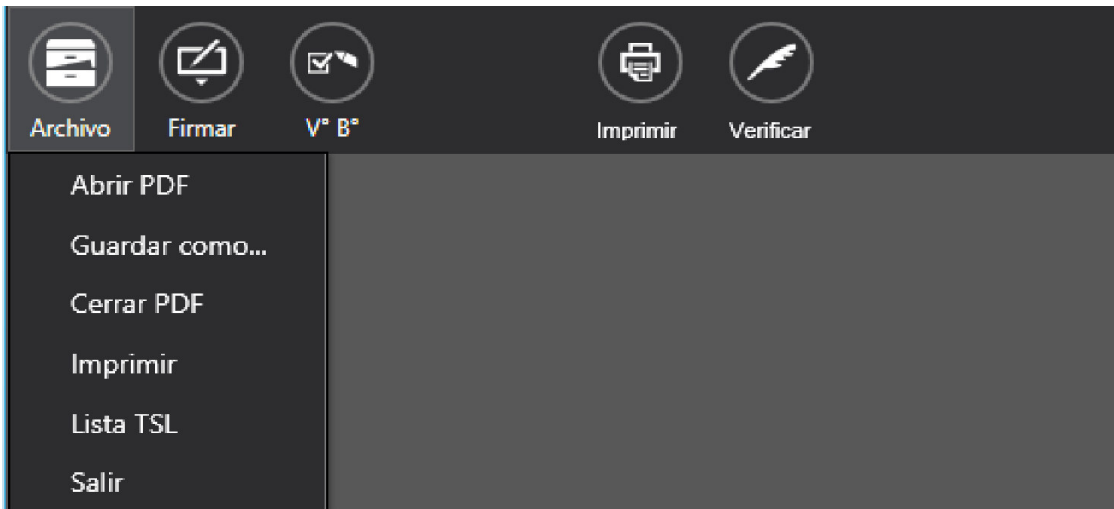 Archivo Firmar V° B° Imprimir Verificar
Abrir PDF
Guardar como...
Cerrar PDF
Imprimir
Lista TSL
Salir